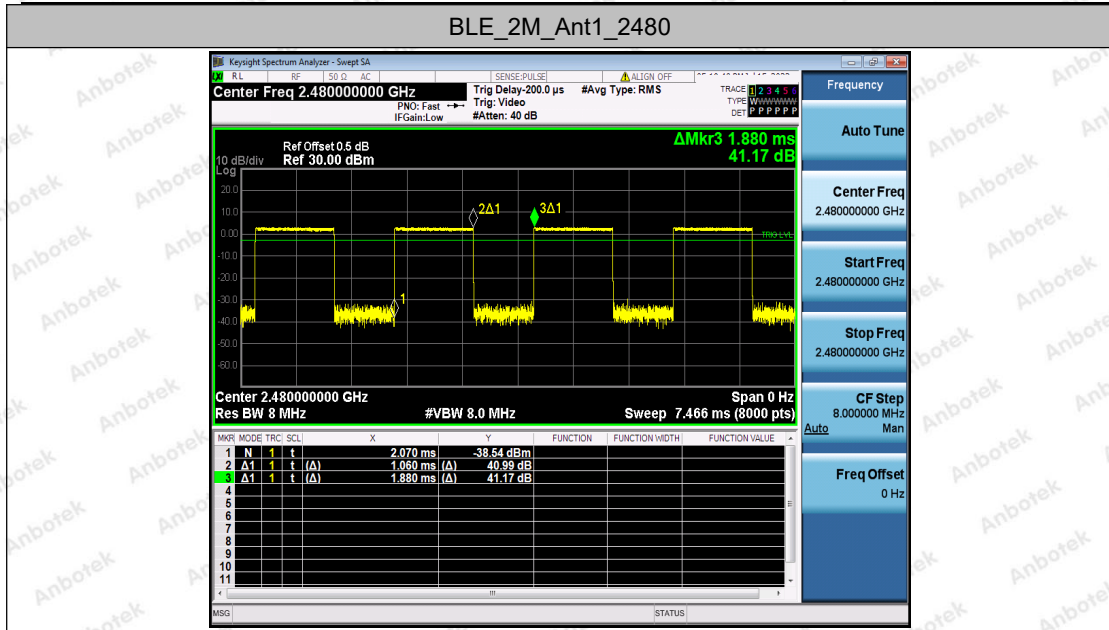 BLE_2M_Ant1_2480
Keysight Spectrum Analyzer - Swept SA
RL RF 50 Ω AC SENSE:PULSE ALIGN OFF
Center Freq 2.480000000 GHz
PNO: Fast
IFGain:Low
Trig Delay-200.0 µs
Trig: Video
#Atten: 40 dB
#Avg Type: RMS
TRACE 1 2 3 4 5 6
TYPE WWWWWW
DET P P P P P P
ΔMkr3 1.880 ms
41.17 dB
Ref Offset 0.5 dB
10 dB/div Ref 30.00 dBm
Log
20.0
10.0
0.00
-10.0
-20.0
-30.0
-40.0
-50.0
-60.0
2Δ1
3Δ1
1
TRIG LVL
Center 2.480000000 GHz Span 0 Hz
Res BW 8 MHz #VBW 8.0 MHz Sweep 7.466 ms (8000 pts)
MKR MODE TRC SCL X Y FUNCTION FUNCTION WIDTH FUNCTION VALUE
1 N 1 t 2.070 ms -38.54 dBm
2 Δ1 1 t (Δ) 1.060 ms (Δ) 40.99 dB
3 Δ1 1 t (Δ) 1.880 ms (Δ) 41.17 dB
4
5
6
7
8
9
10
11
MSG STATUS
Frequency
Auto Tune
Center Freq
2.480000000 GHz
Start Freq
2.480000000 GHz
Stop Freq
2.480000000 GHz
CF Step
8.000000 MHz
Auto Man
Freq Offset
0 Hz
Anbotek